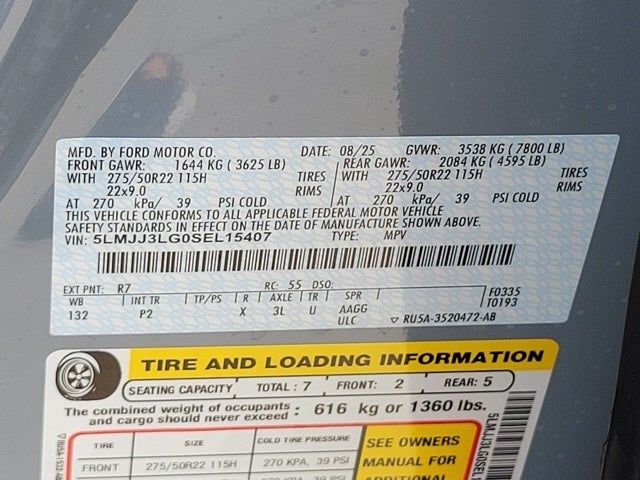 MFD. BY FORD MOTOR CO. DATE: 08/25 GVWR: 3538 KG ( 7800 LB)
FRONT GAWR: 1644 KG ( 3625 LB) REAR GAWR: 2084 KG ( 4595 LB)
WITH 275/50R22 115H TIRES WITH 275/50R22 115H TIRES
22x9.0 RIMS 22x9.0 RIMS
AT 270 kPa/ 39 PSI COLD AT 270 kPa/ 39 PSI COLD
THIS VEHICLE CONFORMS TO ALL APPLICABLE FEDERAL MOTOR VEHICLE
SAFETY STANDARDS IN EFFECT ON THE DATE OF MANUFACTURE SHOWN ABOVE.
VIN: 5LMJJ3LG0SEL15407 TYPE: MPV
EXT PNT: R7 RC: 55 DSO: F0335
WB INT TR TP/PS R AXLE TR SPR T0193
132 P2 X 3L U AAGG
ULC ▽ RU5A-3520472-AB
TIRE AND LOADING INFORMATION
SEATING CAPACITY TOTAL : 7 FRONT: 2 REAR: 5
The combined weight of occupants and cargo should never exceed : 616 kg or 1360 lbs.
TIRE SIZE COLD TIRE PRESSURE SEE OWNERS
FRONT 275/50R22 115H 270 KPA, 39 PSI MANUAL FOR
ADDITIONAL